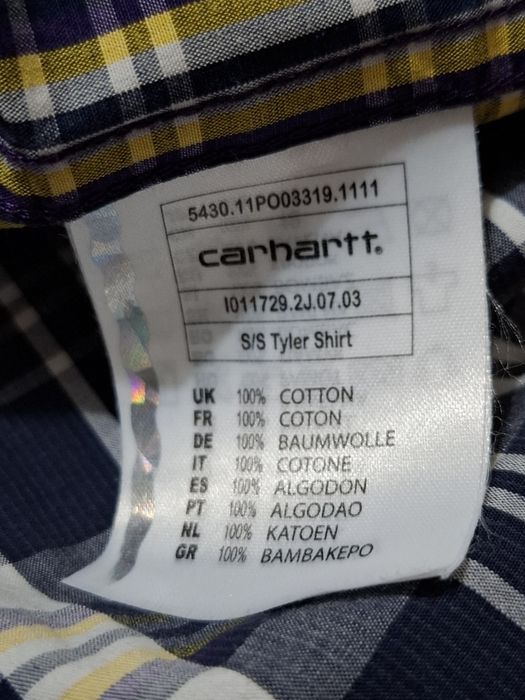 5430.11PO03319.1111
carhartt®
I011729.2J.07.03
S/S Tyler Shirt
UK 100% COTTON
FR 100% COTON
DE 100% BAUMWOLLE
IT 100% COTONE
ES 100% ALGODON
PT 100% ALGODAO
NL 100% KATOEN
GR 100% BAMBAKEPO